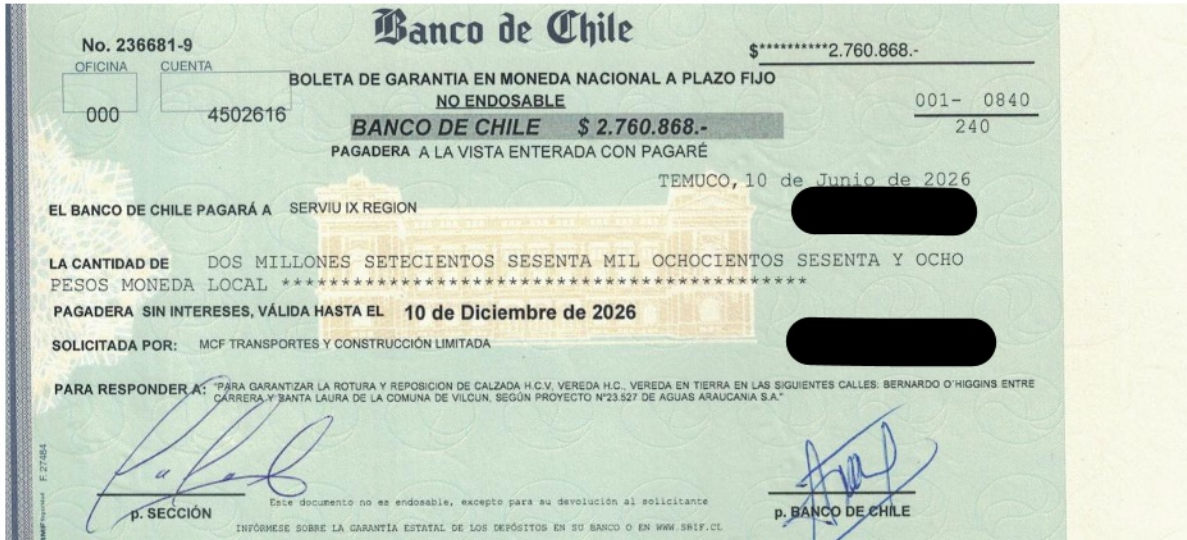 Banco de Chile
No. 236681-9
$**********2.760.868.-
OFICINA CUENTA
BOLETA DE GARANTIA EN MONEDA NACIONAL A PLAZO FIJO
NO ENDOSABLE
000 4502616
001- 0840
240
BANCO DE CHILE $ 2.760.868.-
PAGADERA A LA VISTA ENTERADA CON PAGARÉ
TEMUCO, 10 de Junio de 2026
EL BANCO DE CHILE PAGARÁ A SERVIU IX REGION
LA CANTIDAD DE DOS MILLONES SETECIENTOS SESENTA MIL OCHOCIENTOS SESENTA Y OCHO
PESOS MONEDA LOCAL ********************************************
PAGADERA SIN INTERESES, VÁLIDA HASTA EL 10 de Diciembre de 2026
SOLICITADA POR: MCF TRANSPORTES Y CONSTRUCCIÓN LIMITADA
PARA RESPONDER A: "PARA GARANTIZAR LA ROTURA Y REPOSICION DE CALZADA H.C.V, VEREDA H.C., VEREDA EN TIERRA EN LAS SIGUIENTES CALLES: BERNARDO O'HIGGINS ENTRE
CARRERA Y SANTA LAURA DE LA COMUNA DE VILCUN, SEGÚN PROYECTO N°23.527 DE AGUAS ARAUCANIA S.A."
F. 27484
Este documento no es endosable, excepto para su devolución al solicitante
p. SECCIÓN
p. BANCO DE CHILE
INFÓRMESE SOBRE LA GARANTÍA ESTATAL DE LOS DEPÓSITOS EN SU BANCO O EN WWW.SBIF.CL